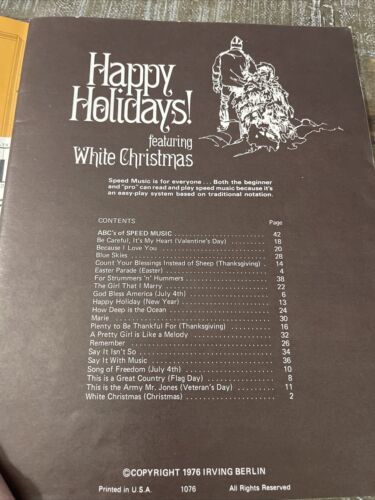 Happy
Holidays!
featuring
White Christmas
Speed Music is for everyone . . . Both the beginner
and "pro" can read and play speed music because it's
an easy-play system based on traditional notation.
CONTENTS Page
ABC's of SPEED MUSIC 42
Be Careful, It's My Heart (Valentine's Day) 18
Because I Love You 20
Blue Skies 28
Count Your Blessings Instead of Sheep (Thanksgiving) 14
Easter Parade (Easter) 4
For Strummers 'n' Hummers 38
The Girl That I Marry 22
God Bless America (July 4th) 6
Happy Holiday (New Year) 13
How Deep is the Ocean 24
Marie 30
Plenty to Be Thankful For (Thanksgiving) 16
A Pretty Girl is Like a Melody 32
Remember 26
Say It Isn't So 34
Say It With Music 36
Song of Freedom (July 4th) 10
This is a Great Country (Flag Day) 8
This is the Army Mr. Jones (Veteran's Day) 11
White Christmas (Christmas) 2
©COPYRIGHT 1976 IRVING BERLIN
Printed in U.S.A. 1076 All Rights Reserved